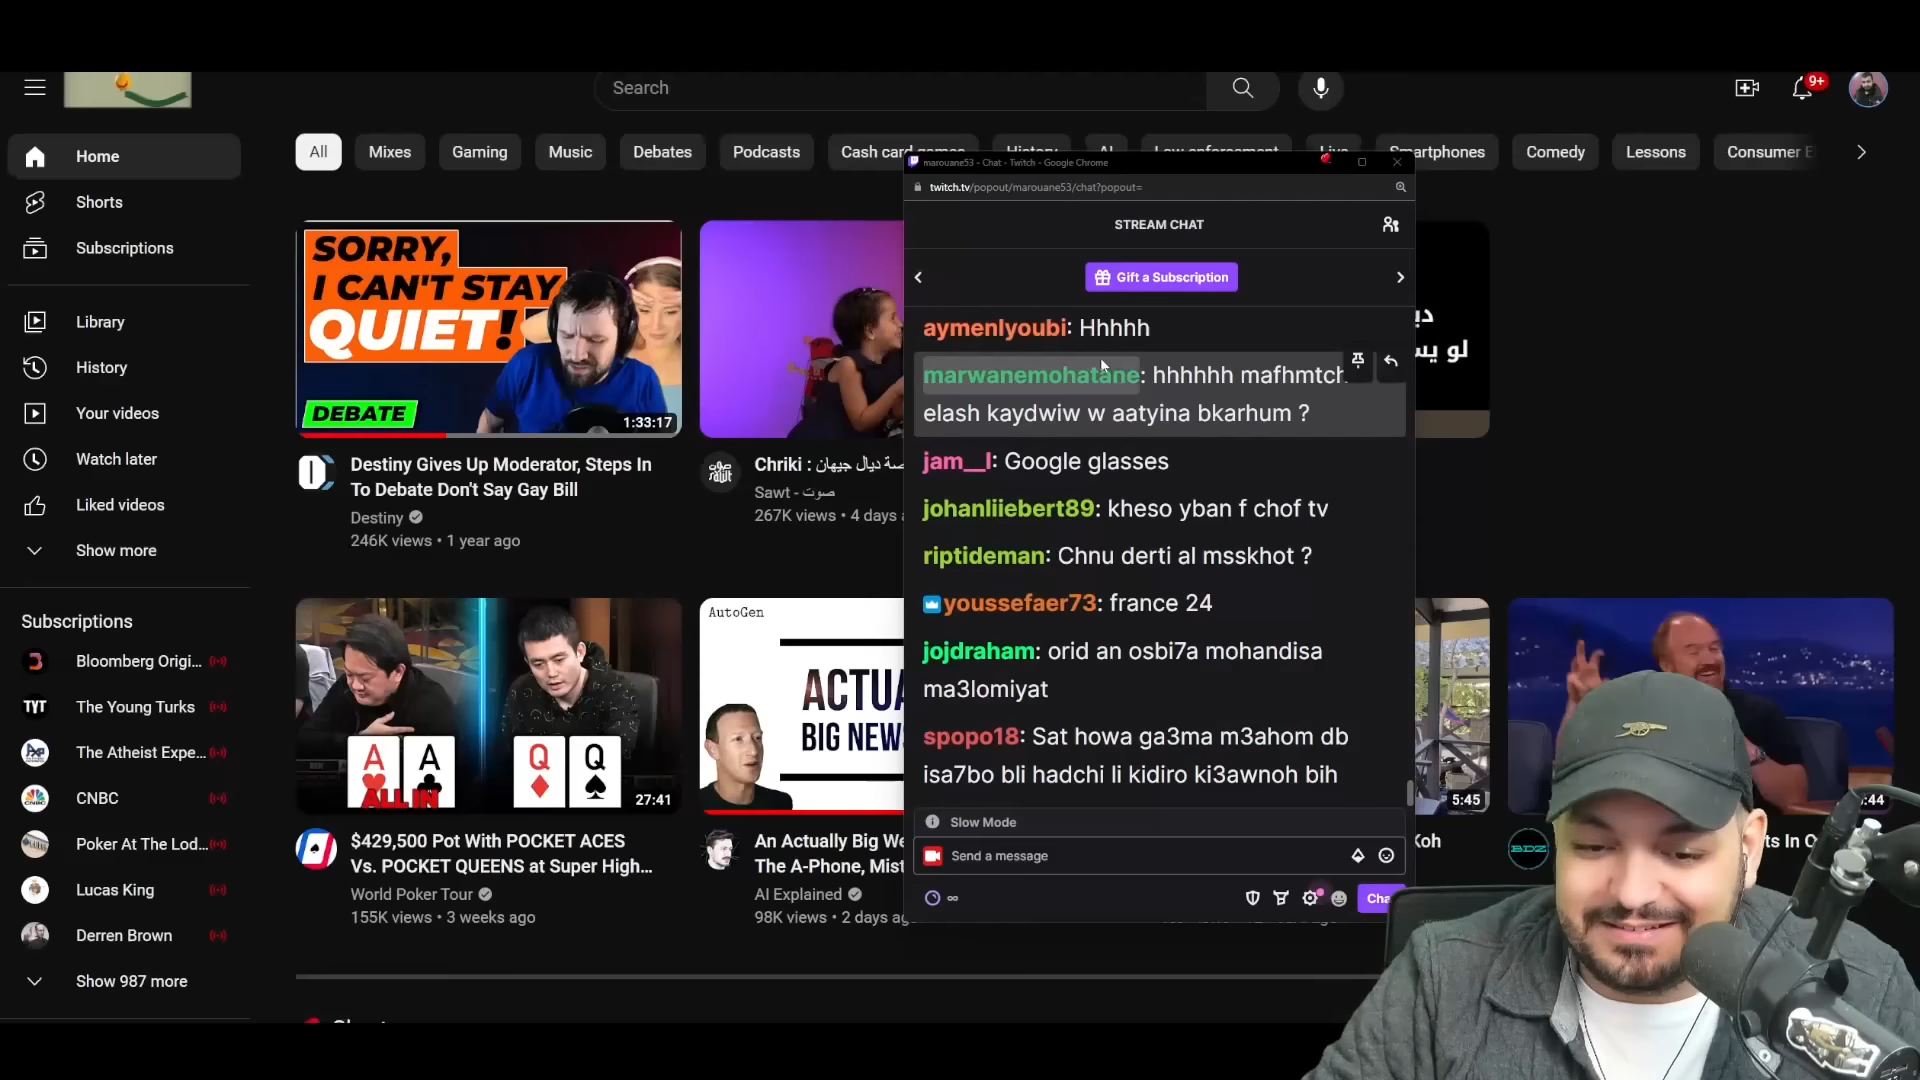 Search
9+
Home
Shorts
Subscriptions
Library
History
Your videos
Watch later
Liked videos
Show more
Subscriptions
Bloomberg Origi...
TYT
The Young Turks
The Atheist Expe...
CNBC
Poker At The Lod...
Lucas King
Derren Brown
Show 987 more
All
Mixes
Gaming
Music
Debates
Podcasts
Cash card games
History
AI
Law enforcement
Live
Smartphones
Comedy
Lessons
Consumer E
SORRY,
I CAN'T STAY
QUIET!
DEBATE
1:33:17
Destiny Gives Up Moderator, Steps In
To Debate Don't Say Gay Bill
Destiny
246K views • 1 year ago
Chriki : صة ديال جيهان
Sawt - صوت
267K views • 4 days a
لو يس
A A Q Q
ALL IN
27:41
$429,500 Pot With POCKET ACES
Vs. POCKET QUEENS at Super High...
World Poker Tour
155K views • 3 weeks ago
AutoGen
ACTUA
BIG NEW
An Actually Big We
The A-Phone, Mist
AI Explained
98K views • 2 days ag
marouane53 - Chat - Twitch - Google Chrome
twitch.tv/popout/marouane53/chat?popout=
STREAM CHAT
Gift a Subscription
aymenlyoubi: Hhhhh
marwanemohatane: hhhhhh mafhmtch
elash kaydwiw w aatyina bkarhum ?
jam__l: Google glasses
johanliiebert89: kheso yban f chof tv
riptideman: Chnu derti al msskhot ?
youssefaer73: france 24
jojdraham: orid an osbi7a mohandisa
ma3lomiyat
spopo18: Sat howa ga3ma m3ahom db
isa7bo bli hadchi li kidiro ki3awnoh bih
Slow Mode
Send a message
∞
Cha
5:45
:44
Koh
BDZ
ts In O